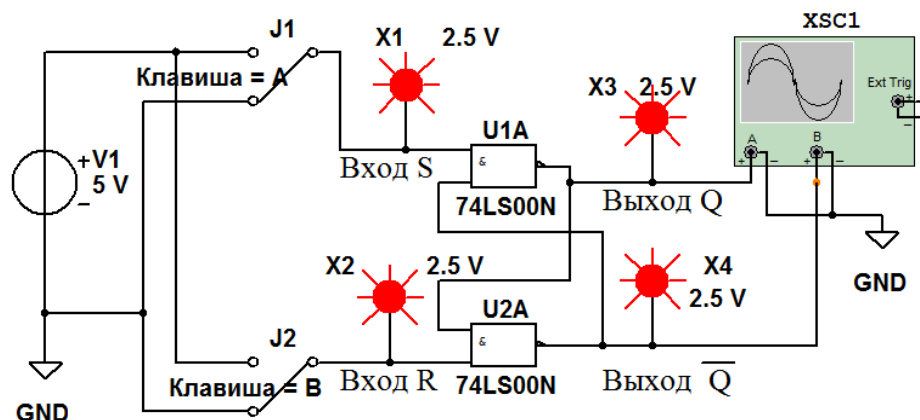 XSC1
J1
X1 2.5 V
Клавиша = A
Ext Trig
+
−
X3 2.5 V
U1A
A
B
+ − + −
+
V1
5 V
−
&
Вход S
Выход Q
74LS00N
X2 2.5 V
X4
2.5 V
GND
U2A
J2
&
Клавиша = B
Вход R
74LS00N
Выход Q̅
GND